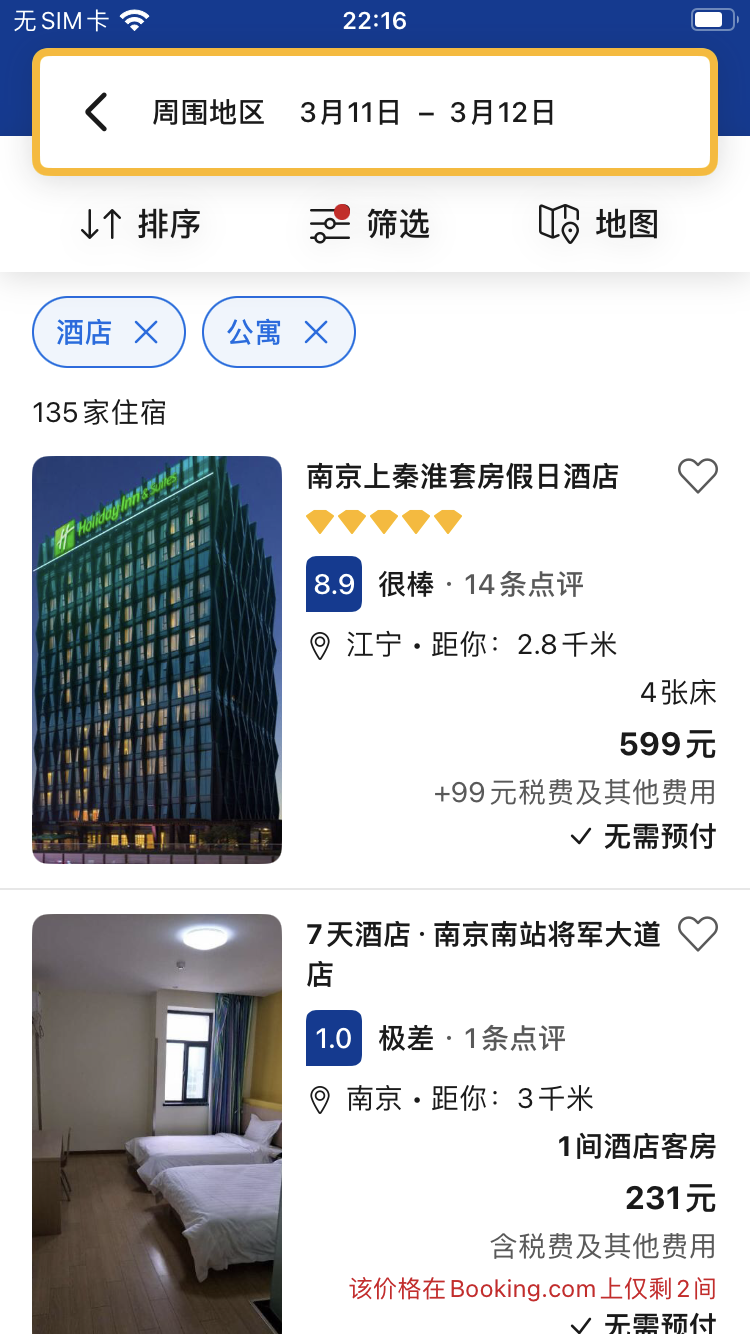 无SIM卡 22:16
周围地区 3月11日 – 3月12日
排序 筛选 地图
酒店 公寓
135家住宿
Holiday Inn & Suites
南京上秦淮套房假日酒店
8.9 很棒 · 14条点评
江宁 • 距你：2.8千米
4张床
599元
+99元税费及其他费用
无需预付
7天酒店 · 南京南站将军大道
店
1.0 极差 · 1条点评
南京 • 距你：3千米
1间酒店客房
231元
含税费及其他费用
该价格在Booking.com上仅剩2间
无需预付